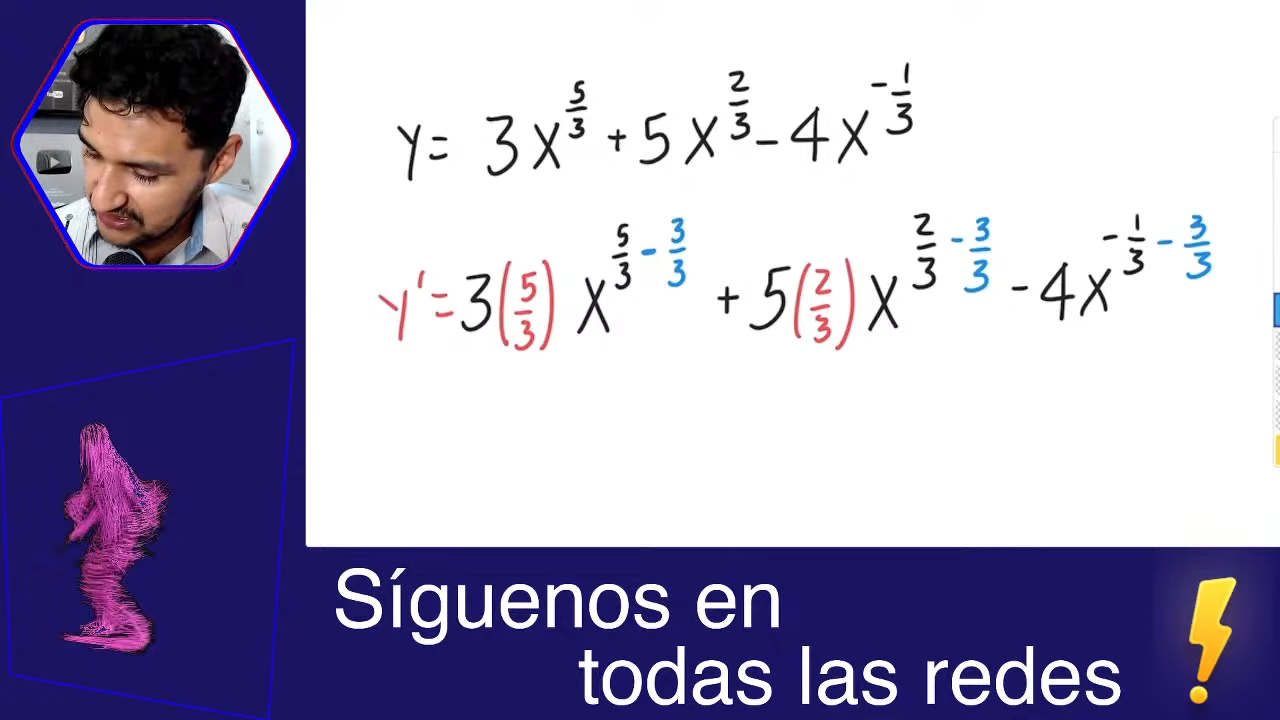 y = 3x^{5/3} + 5x^{2/3} - 4x^{-1/3}
y' = 3(5/3) x^{5/3 - 3/3} + 5(2/3) x^{2/3 - 3/3} - 4x^{-1/3 - 3/3}
Síguenos en
todas las redes